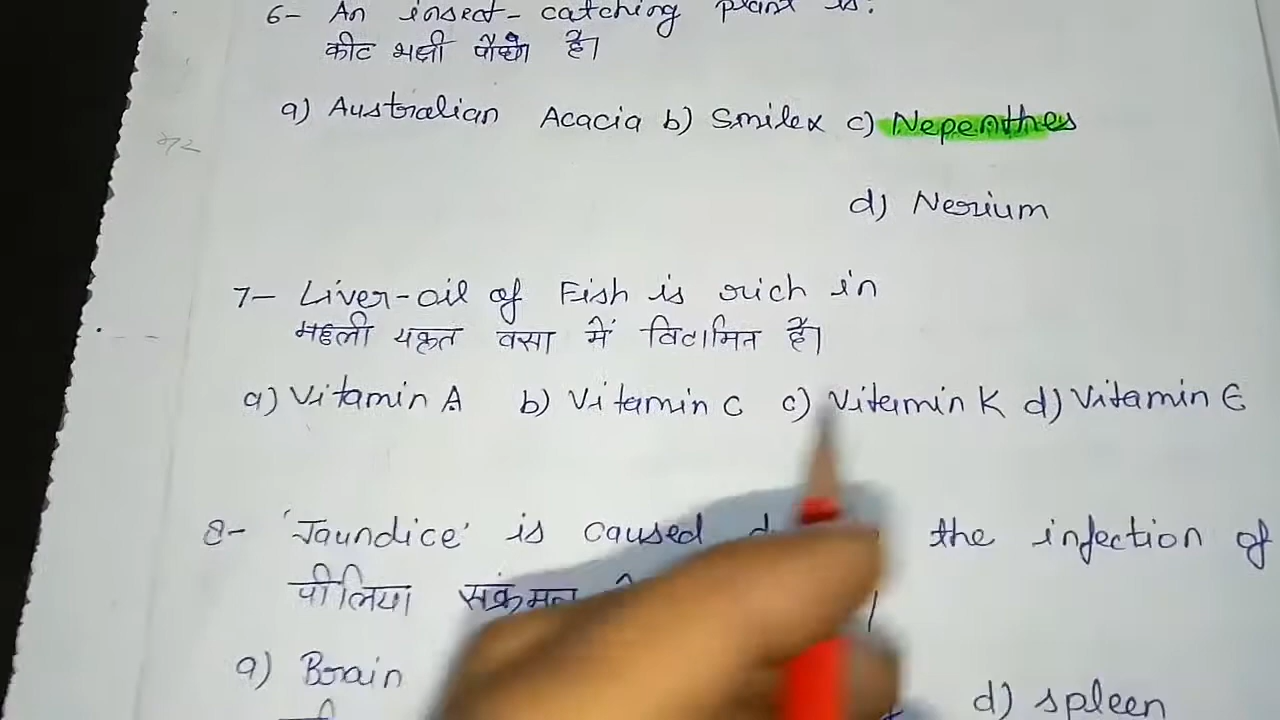 6- An insect-catching plant is:
कीट भक्षी पौधे है।
a) Australian Acacia b) Smilex c) Nepenthes
d) Nerium
7- Liver-oil of Fish is rich in
मछली यकृत वसा में विटामिन है।
a) Vitamin A b) Vitamin C c) Vitamin K d) Vitamin E
8- 'Jaundice' is caused the infection of
पीलिया संक्रमन
a) Brain
d) spleen